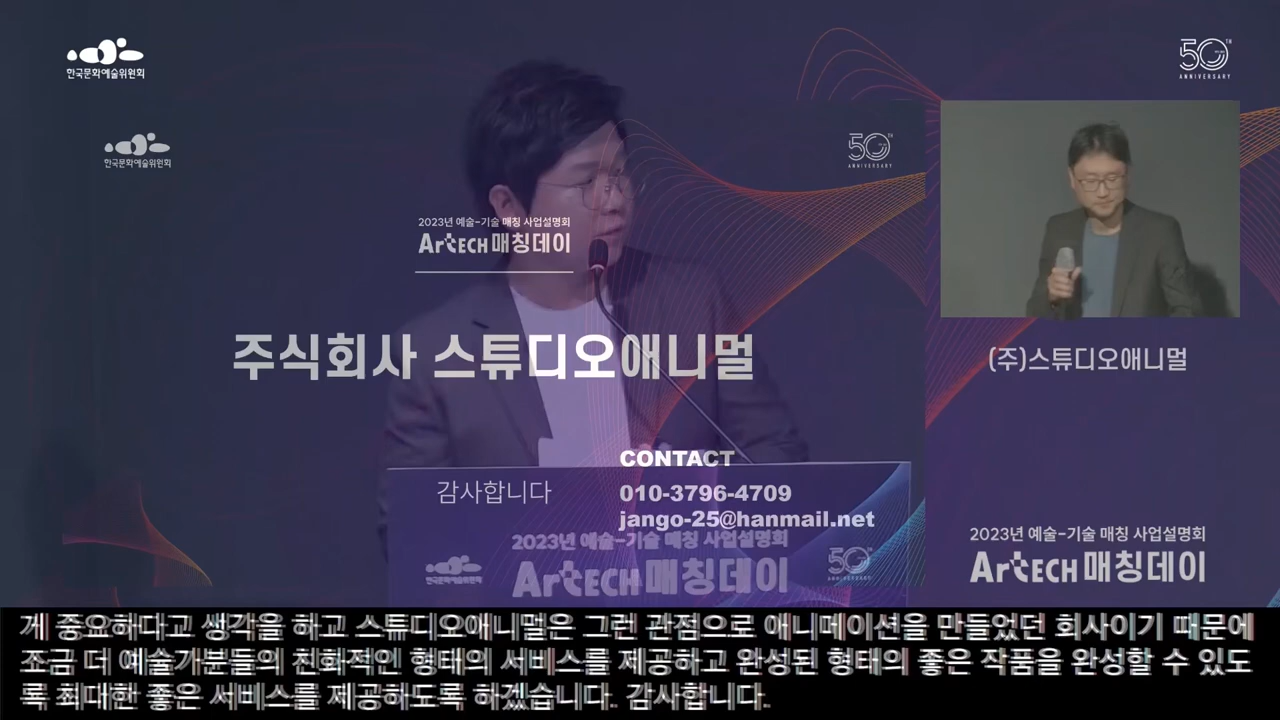 한국문화예술위원회
50TH
ANNIVERSARY
한국문화예술위원회
50TH
ANNIVERSARY
2023년 예술-기술 매칭 사업설명회
ArtECH 매칭데이
주식회사 스튜디오애니멀
(주)스튜디오애니멀
CONTACT
감사합니다
010-3796-4709
jango-25@hanmail.net
2023년 예술-기술 매칭 사업설명회
ArtECH 매칭데이
한국문화예술위원회
50
2023년 예술-기술 매칭 사업설명회
ArtECH 매칭데이
게 중요하다고 생각을 하고 스튜디오애니멀은 그런 관점으로 애니메이션을 만들었던 회사이기 때문에
조금 더 예술가분들의 친화적인 형태의 서비스를 제공하고 완성된 형태의 좋은 작품을 완성할 수 있도
록 최대한 좋은 서비스를 제공하도록 하겠습니다. 감사합니다.